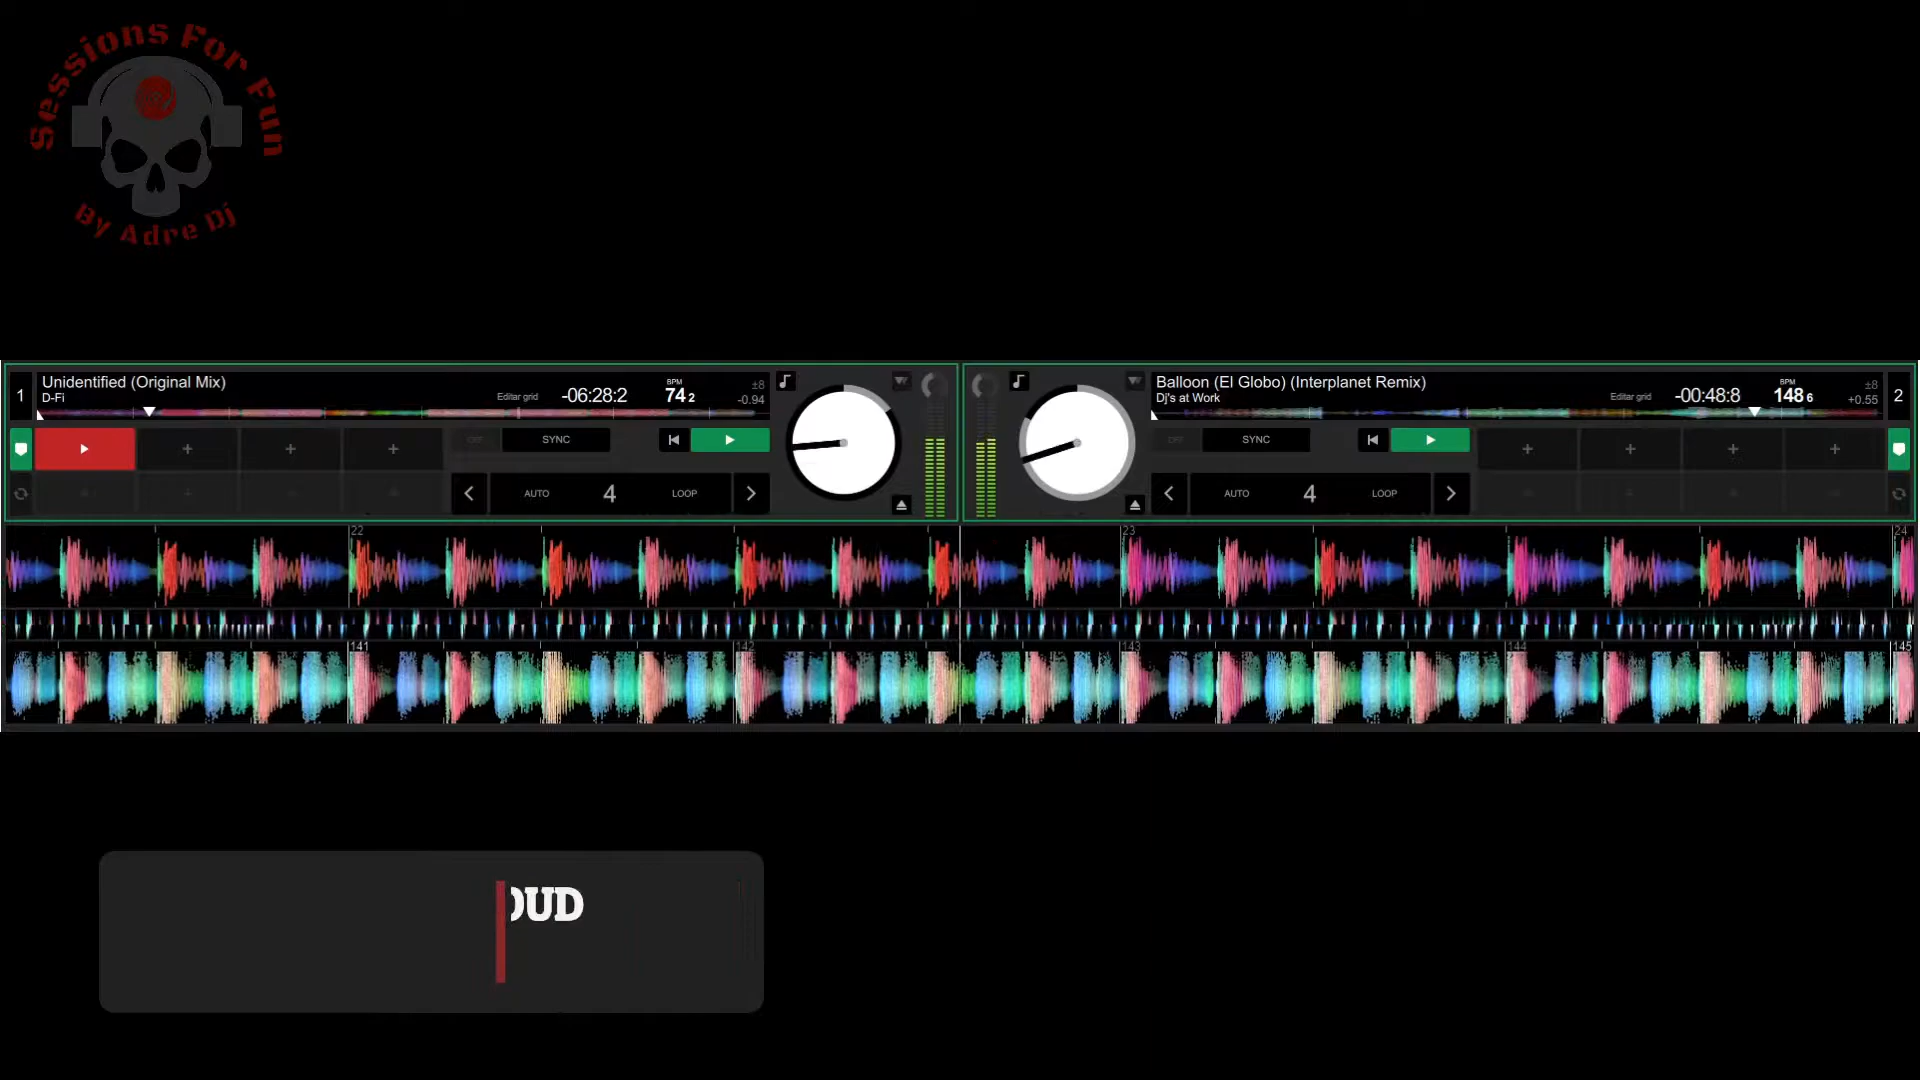 Sessions For Fun
By Adre Dj
1
Unidentified (Original Mix)
D-Fi
Editar grid
-06:28:2
BPM
74 2
±8
-0.94
SYNC
AUTO
4
LOOP
Balloon (El Globo) (Interplanet Remix)
Dj's at Work
Editar grid
-00:48:8
BPM
148 6
±8
+0.55
2
OFF
SYNC
AUTO
4
LOOP
22
23
24
141
142
143
144
145
OUD